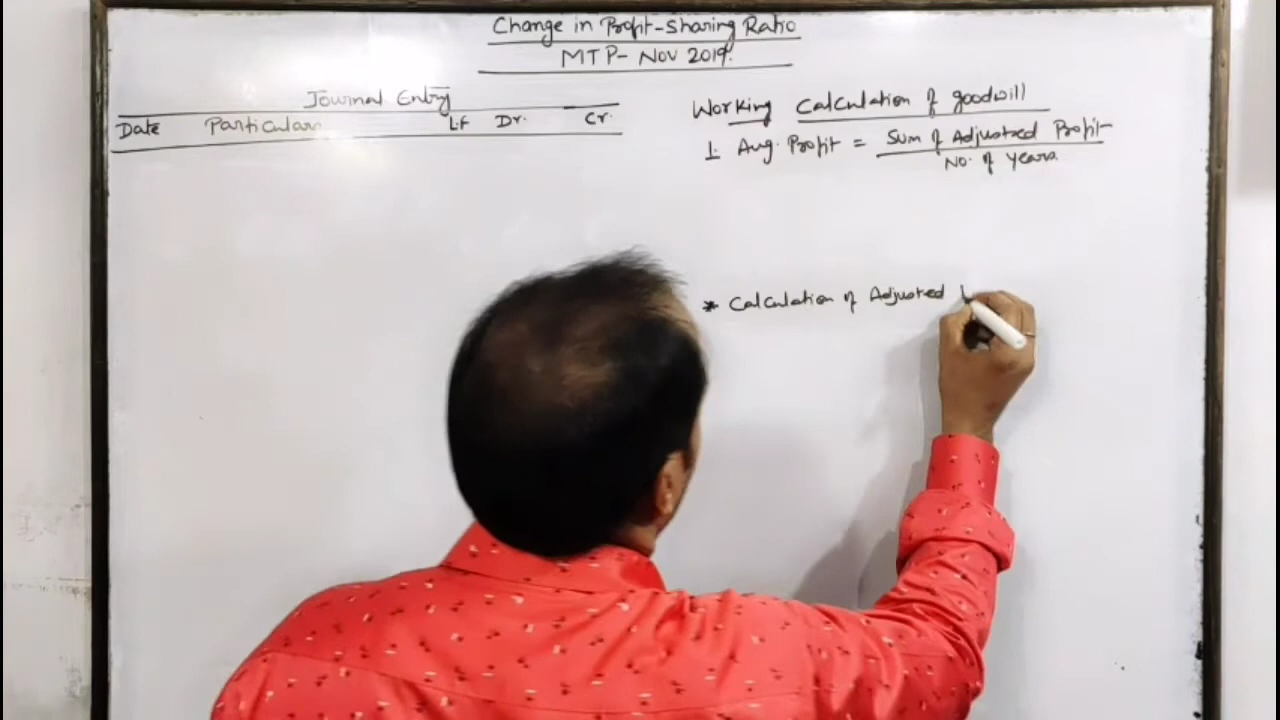 Change in Profit-Sharing Ratio
MTP- Nov 2019.
Journal Entry
Date Particulars L.f Dr. Cr.
Working Calculation of goodwill
1. Avg. Profit = Sum of Adjusted Profit
No. of Years
* Calculation of Adjusted